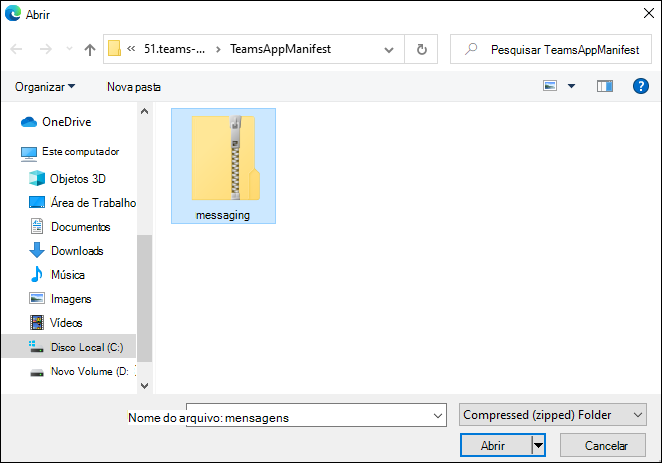 Abrir
51.teams-... TeamsAppManifest
Pesquisar TeamsAppManifest
Organizar
Nova pasta
?
OneDrive
Este computador
Objetos 3D
Área de Trabalho
Documentos
Downloads
Música
Imagens
Vídeos
Disco Local (C:)
Novo Volume (D:
messaging
Nome do arquivo: mensagens
Compressed (zipped) Folder
Abrir
Cancelar